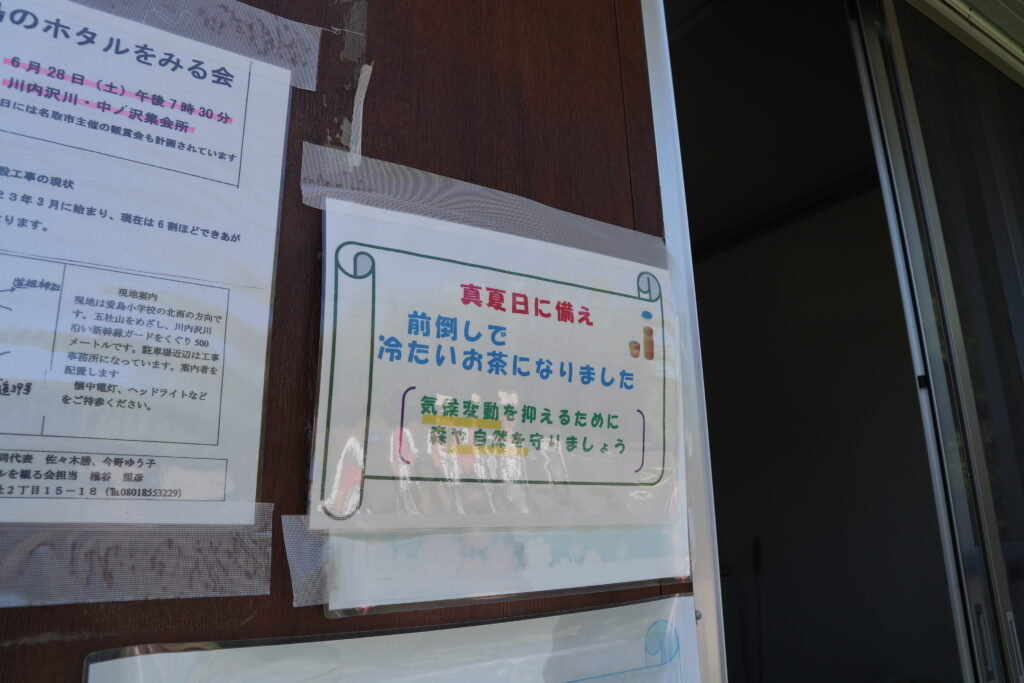 のホタルをみる会
6月28日（土）午後7時30分
川内沢川・中ノ沢集会所
日には名取市主催の観賞会も計画されています
設工事の現状
23年3月に始まり、現在は6割ほどできあが
ります。
道祖神社
現地案内
現地は愛島小学校の北西の方向で
す。五社山をめざし、川内沢川
沿い新幹線ガードをくぐり500
メートルです。駐車場近辺は工事
事務所になっています。案内者を
配置します
懐中電灯、ヘッドライトなど
をご持参ください。
道39号
同代表　佐々木勝、今野ゆう子
ルを観る会担当　椎谷　照彦
2丁目15－18（℡08018553229）
真夏日に備え
前倒しで
冷たいお茶になりました
気候変動を抑えるために
森や自然を守りましょう